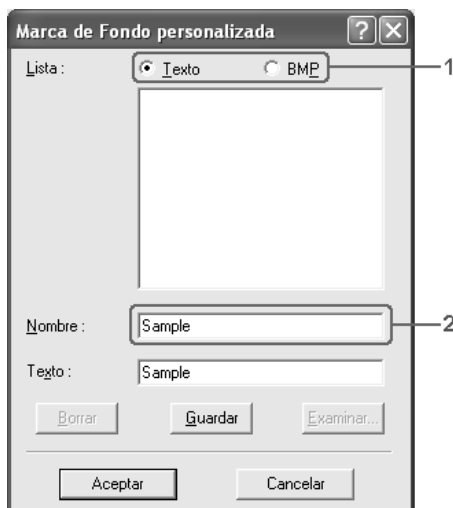 Marca de Fondo personalizada
Lista : Texto BMP 1
Nombre : Sample 2
Texto : Sample
Borrar Guardar Examinar...
Aceptar Cancelar